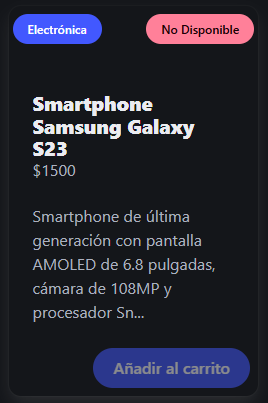 Electrónica
No Disponible
Smartphone
Samsung Galaxy
S23
$1500
Smartphone de última
generación con pantalla
AMOLED de 6.8 pulgadas,
cámara de 108MP y
procesador Sn...
Añadir al carrito